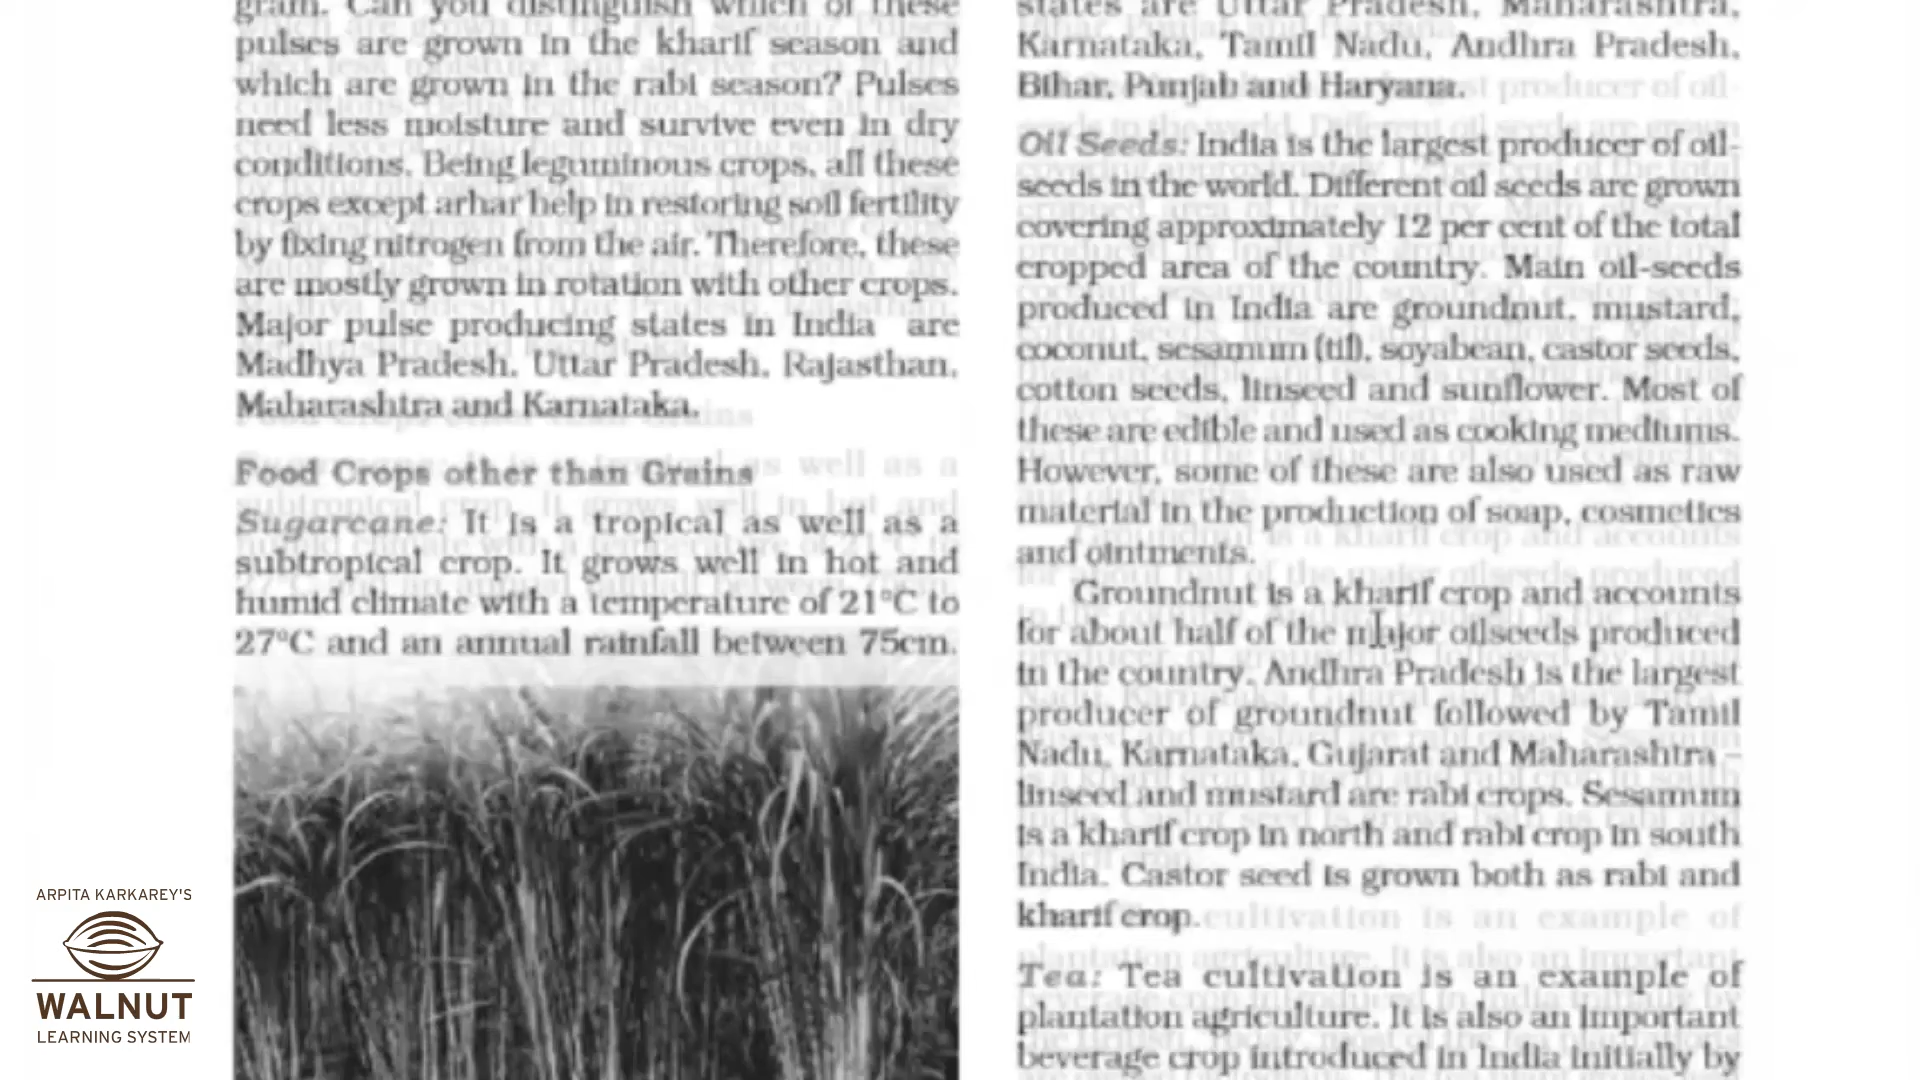 gram. Can you distinguish which of these
pulses are grown in the kharif season and
which are grown in the rabi season? Pulses
need less moisture and survive even in dry
conditions. Being leguminous crops, all these
crops except arhar help in restoring soil fertility
by fixing nitrogen from the air. Therefore, these
are mostly grown in rotation with other crops.
Major pulse producing states in India are
Madhya Pradesh, Uttar Pradesh, Rajasthan,
Maharashtra and Karnataka.
Food Crops other than Grains
Sugarcane: It is a tropical as well as a
subtropical crop. It grows well in hot and
humid climate with a temperature of 21°C to
27°C and an annual rainfall between 75cm.
states are Uttar Pradesh, Maharashtra,
Karnataka, Tamil Nadu, Andhra Pradesh,
Bihar, Punjab and Haryana.
Oil Seeds: India is the largest producer of oil-
seeds in the world. Different oil seeds are grown
covering approximately 12 per cent of the total
cropped area of the country. Main oil-seeds
produced in India are groundnut, mustard,
coconut, sesamum (til), soyabean, castor seeds,
cotton seeds, linseed and sunflower. Most of
these are edible and used as cooking mediums.
However, some of these are also used as raw
material in the production of soap, cosmetics
and ointments.
Groundnut is a kharif crop and accounts
for about half of the major oilseeds produced
in the country. Andhra Pradesh is the largest
producer of groundnut followed by Tamil
Nadu, Karnataka, Gujarat and Maharashtra –
linseed and mustard are rabi crops. Sesamum
is a kharif crop in north and rabi crop in south
India. Castor seed is grown both as rabi and
kharif crop.
Tea: Tea cultivation is an example of
plantation agriculture. It is also an important
beverage crop introduced in India initially by
ARPITA KARKAREY'S
WALNUT
LEARNING SYSTEM